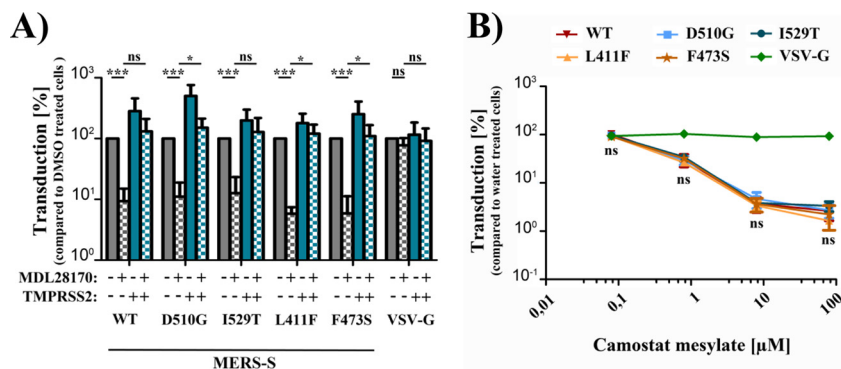 A)
ns * ns * * ns
*** *** *** *** *** ns
Transduction [%]
(compared to DMSO treated cells)
10³
10²
10¹
10⁰
MDL28170: -+-+ -+-+ -+-+ -+-+ -+-+ -+-+
TMPRSS2: --++ --++ --++ --++ --++ --++
WT D510G I529T L411F F473S VSV-G
MERS-S
B)
WT D510G I529T
L411F F473S VSV-G
Transduction [%]
(compared to water treated cells)
10³
10²
10¹
10⁰
10⁻¹
ns
ns
ns
ns
0,01 0,1 1 10 100
Camostat mesylate [µM]